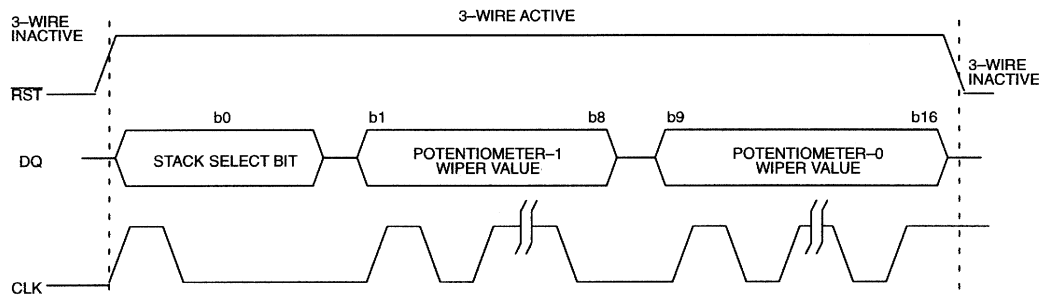 3–WIRE
INACTIVE
3–WIRE ACTIVE
3–WIRE
INACTIVE
RST
b0
b1
b8
b9
b16
DQ
STACK SELECT BIT
POTENTIOMETER–1
WIPER VALUE
POTENTIOMETER–0
WIPER VALUE
CLK